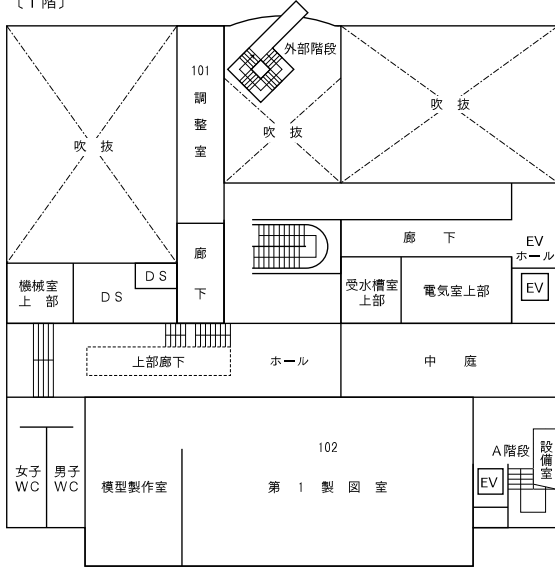 〔1階〕
外部階段
101
調整室
吹抜
吹抜
吹抜
廊下
EV
ホール
廊下
機械室
上部
DS
DS
受水槽室
上部
電気室上部
EV
上部廊下
ホール
中庭
102
A階段
設備室
女子
WC
男子
WC
模型製作室
第1製図室
EV